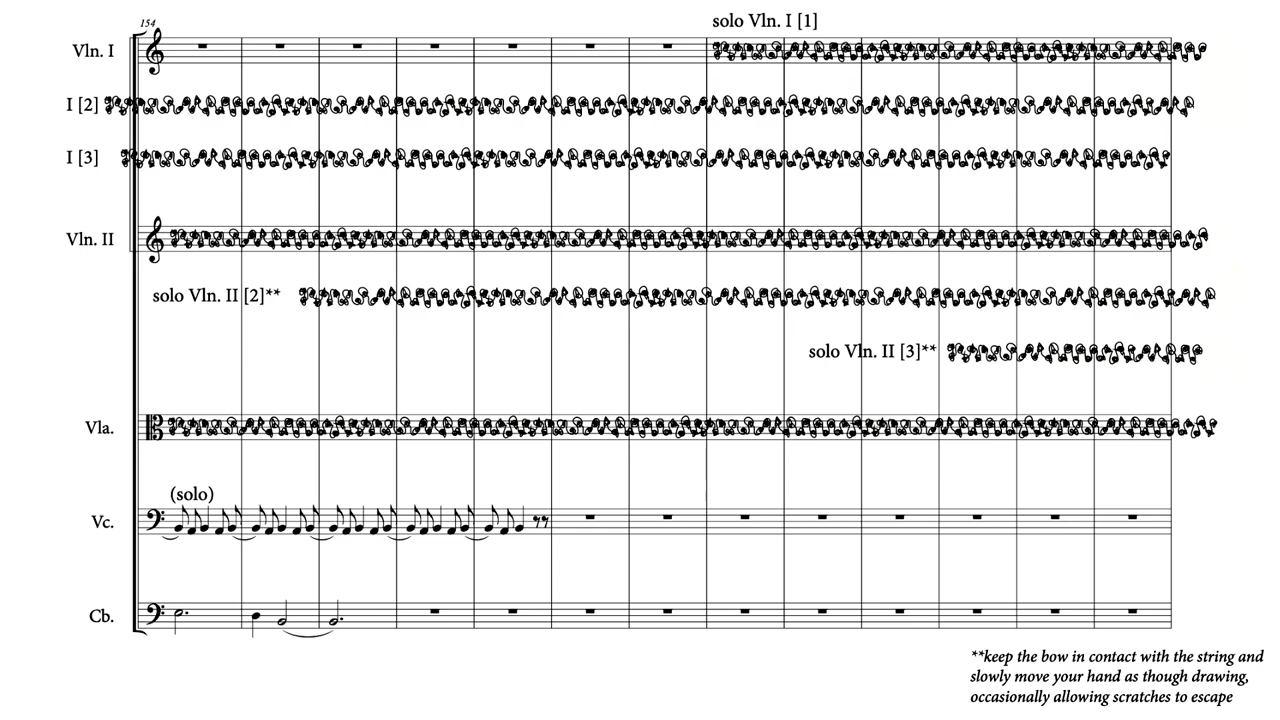 154
solo Vln. I [1]
Vln. I
I [2]
I [3]
Vln. II
solo Vln. II [2]**
solo Vln. II [3]**
Vla.
(solo)
Vc.
Cb.
**keep the bow in contact with the string and
slowly move your hand as though drawing,
occasionally allowing scratches to escape